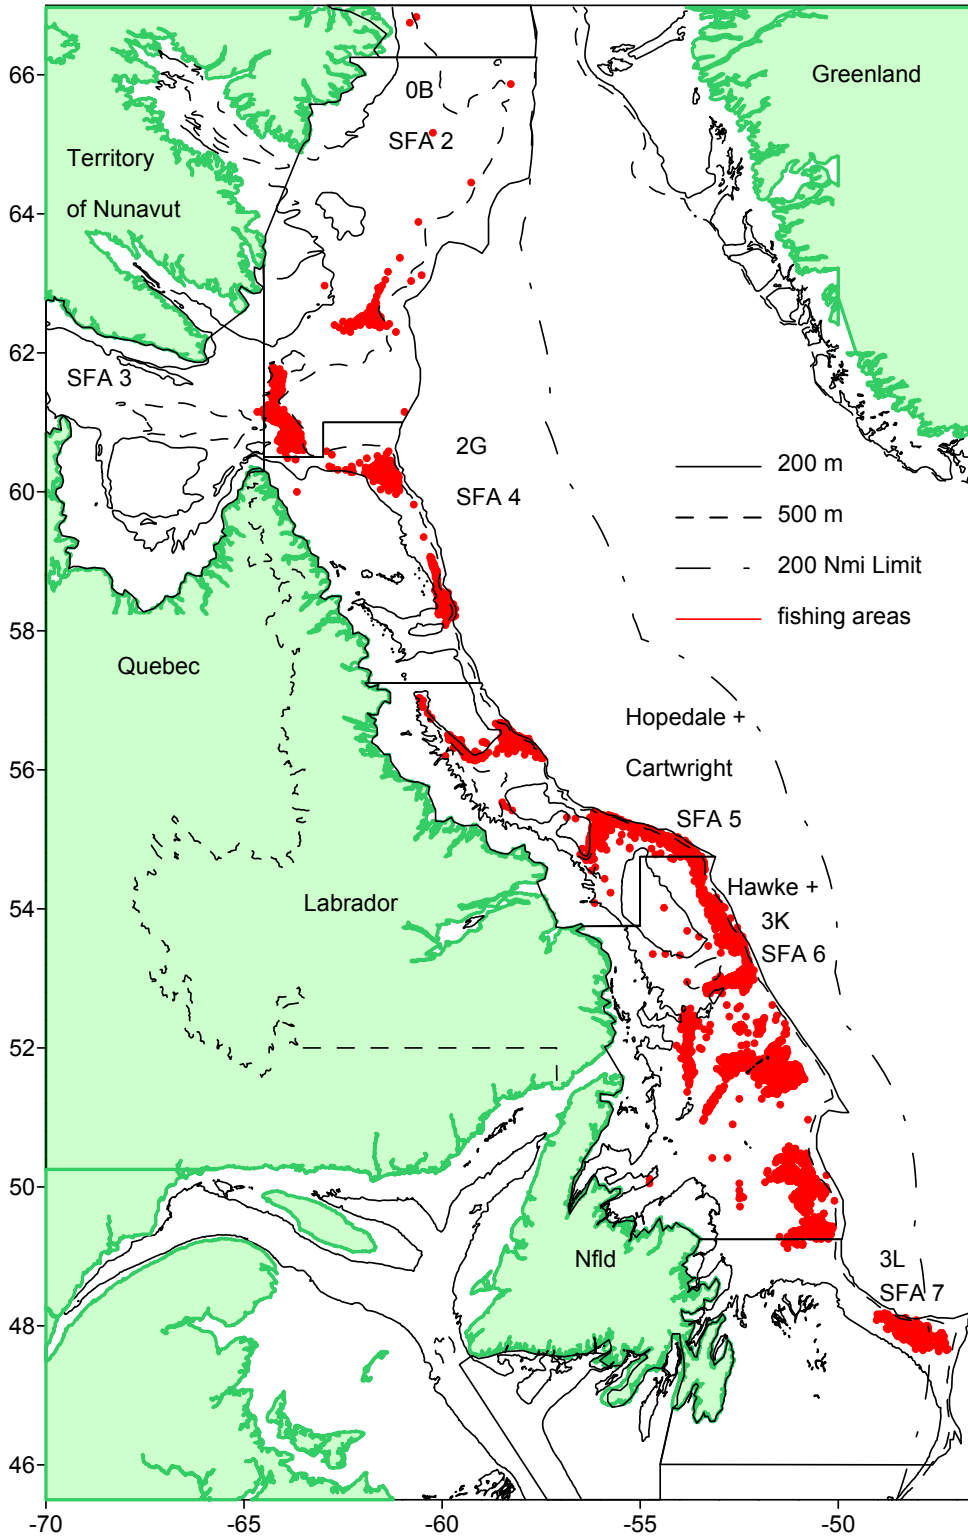 66
64
62
60
58
56
54
52
50
48
46
-70
-65
-60
-55
-50
0B
SFA 2
Greenland
Territory
of Nunavut
SFA 3
2G
SFA 4
200 m
500 m
200 Nmi Limit
fishing areas
Quebec
Hopedale +
Cartwright
SFA 5
Labrador
Hawke +
3K
SFA 6
Nfld
3L
SFA 7